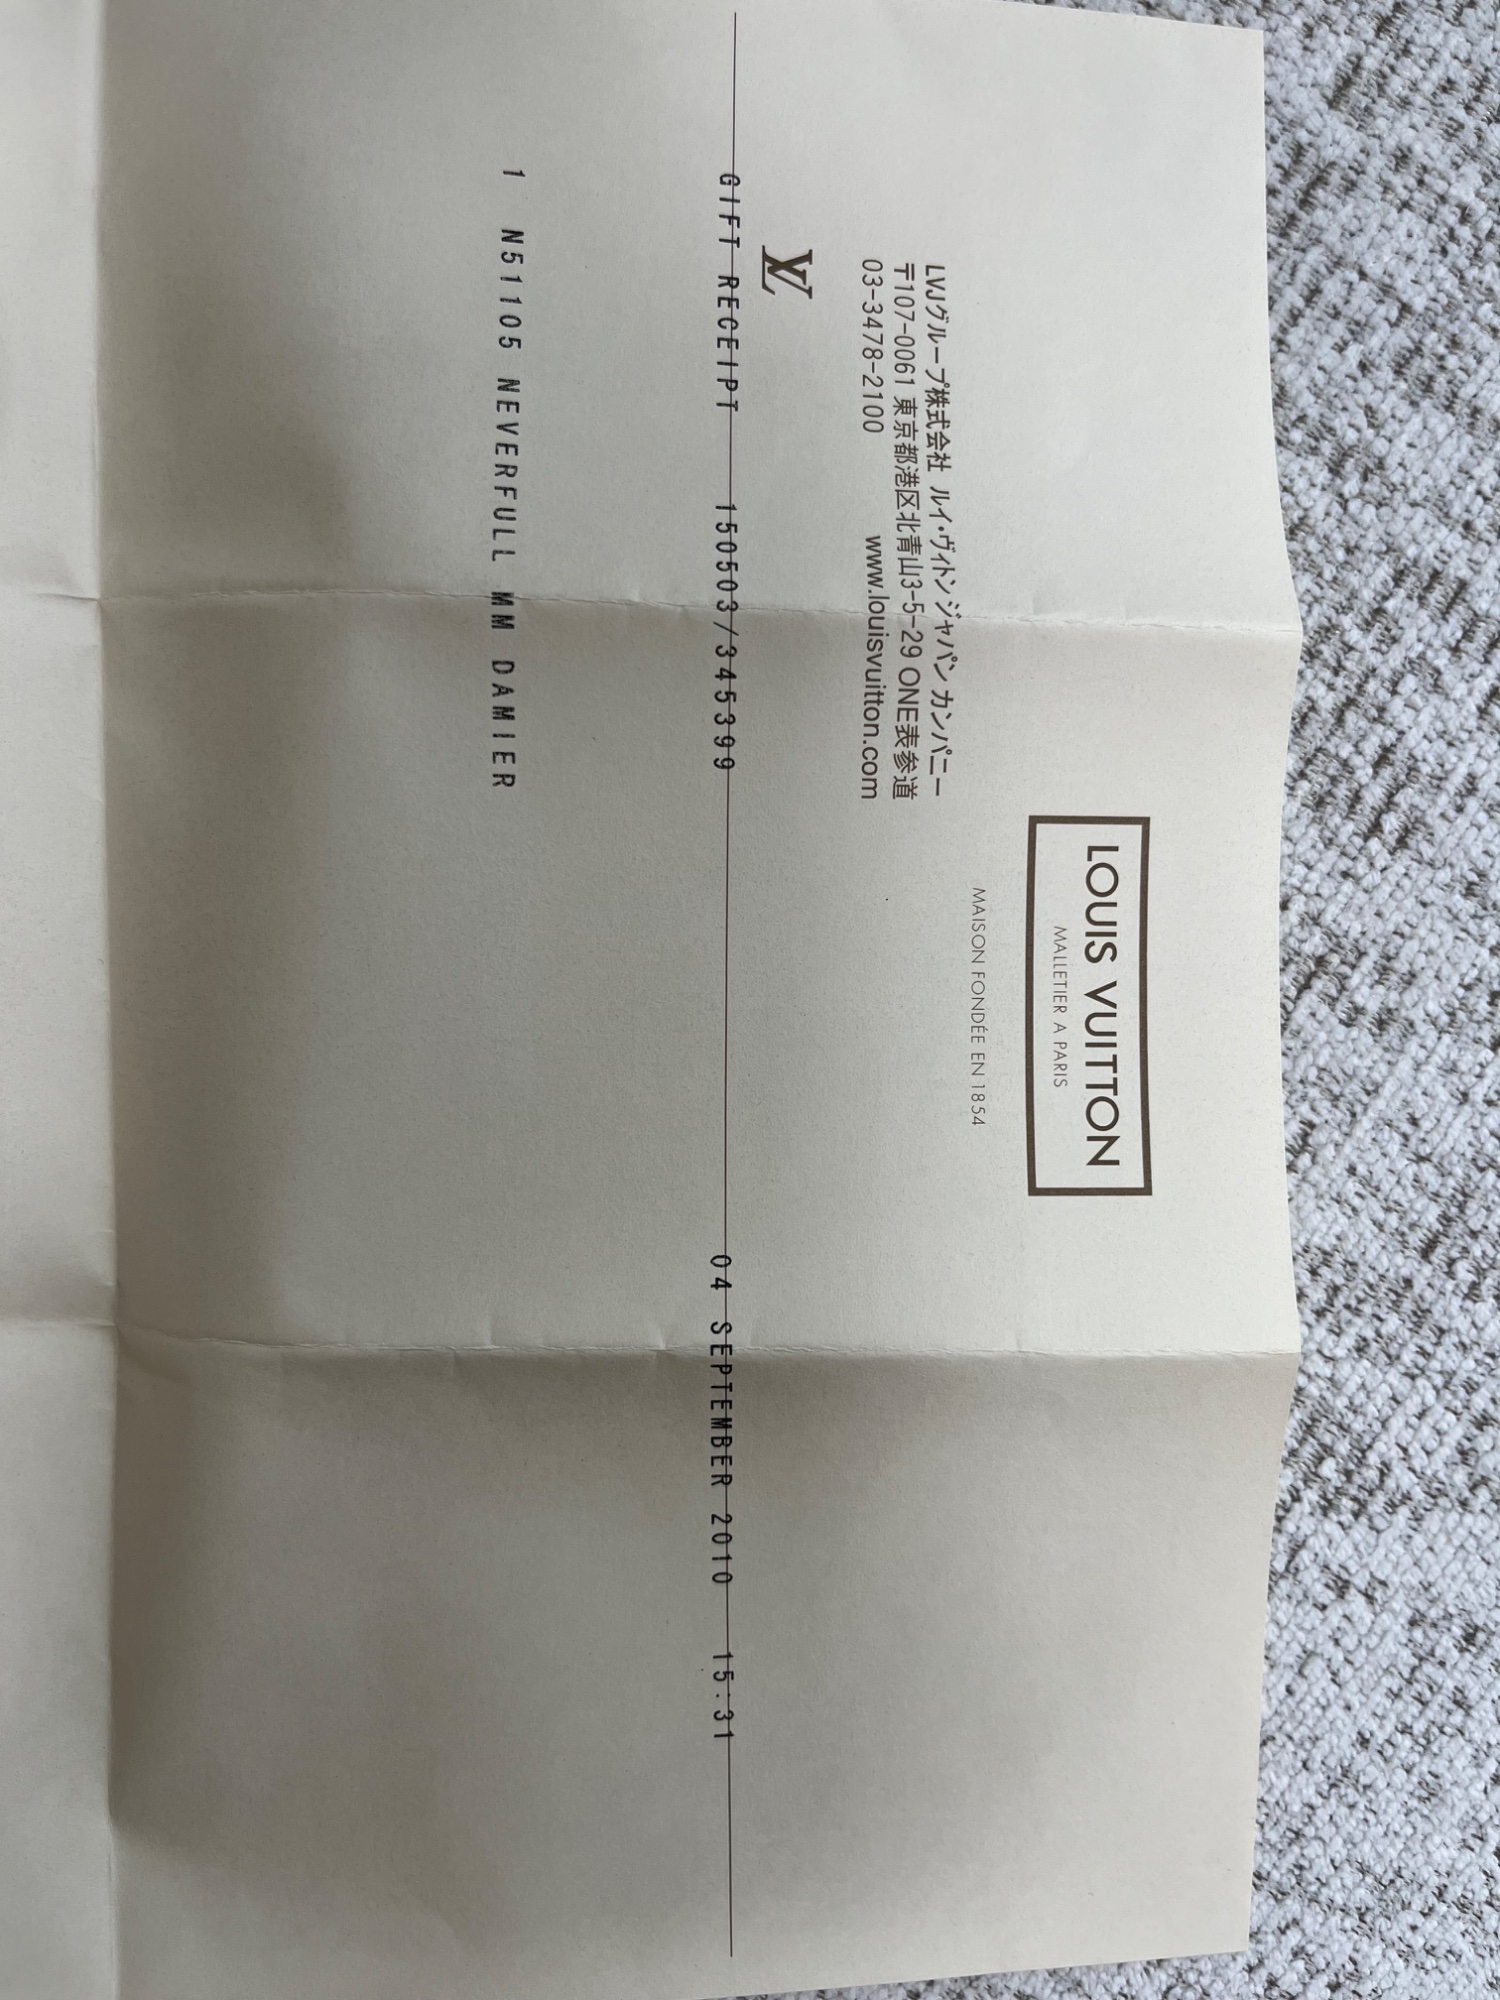 LOUIS VUITTON
MALLETIER A PARIS
MAISON FONDÉE EN 1854
LVJグループ株式会社 ルイ・ヴィトン ジャパン カンパニー
〒107-0061 東京都港区北青山3-5-29 ONE表参道
03-3478-2100 www.louisvuitton.com
LV
GIFT RECEIPT 150503/345399 04 SEPTEMBER 2010 15:31
1 N51105 NEVERFULL MM DAMIER